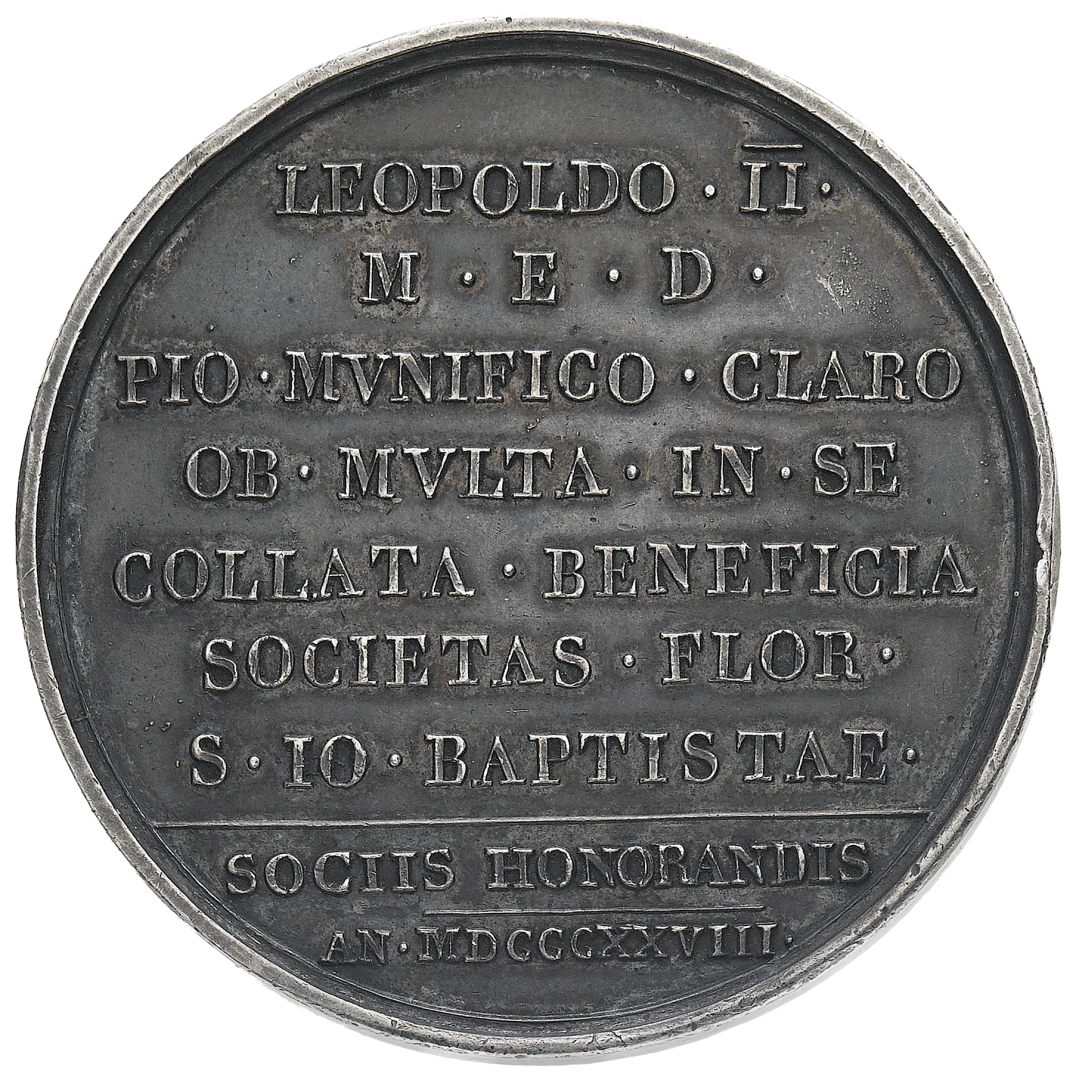 LEOPOLDO · II̅ ·
M · E · D ·
PIO · MVNIFICO · CLARO
OB · MVLTA · IN · SE
COLLATA · BENEFICIA
SOCIETAS · FLOR ·
S · IO · BAPTISTAE ·
SOCIIS HONORANDIS
AN · MDCCCXXVIII ·